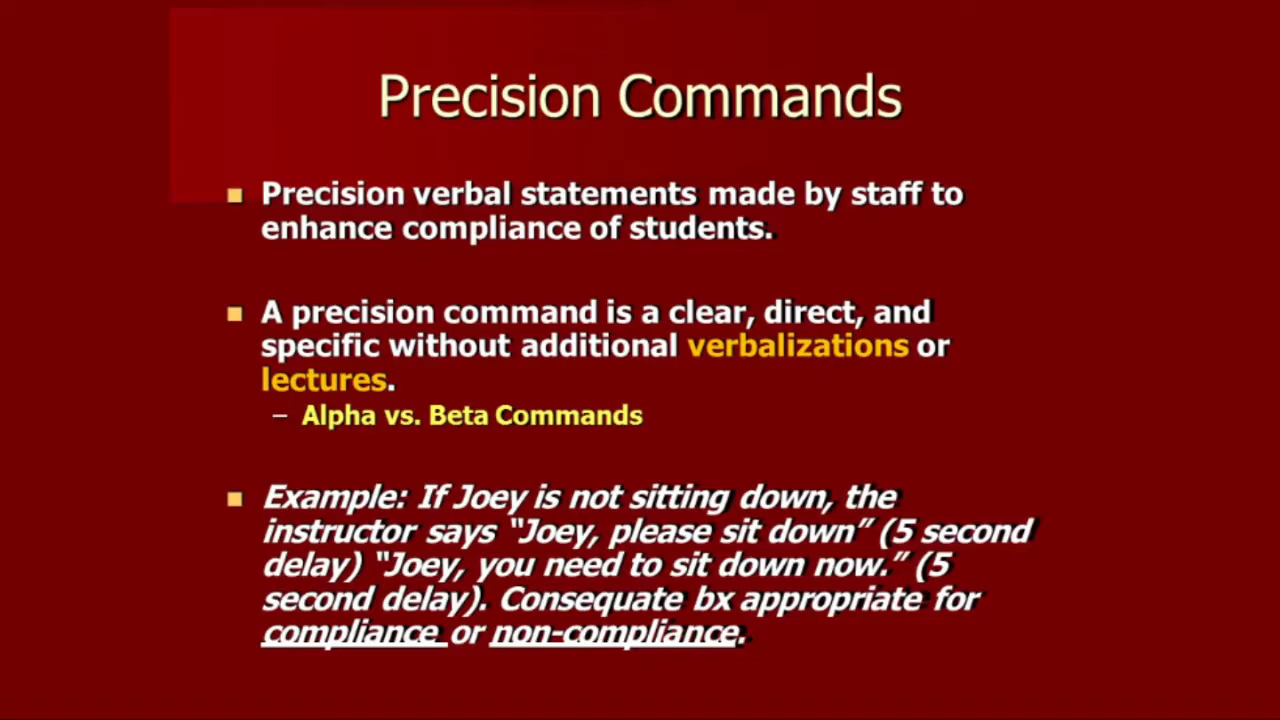 Precision Commands
Precision verbal statements made by staff to
enhance compliance of students.
A precision command is a clear, direct, and
specific without additional verbalizations or
lectures.
– Alpha vs. Beta Commands
Example: If Joey is not sitting down, the
instructor says “Joey, please sit down” (5 second
delay) “Joey, you need to sit down now.” (5
second delay). Consequate bx appropriate for
compliance or non-compliance.